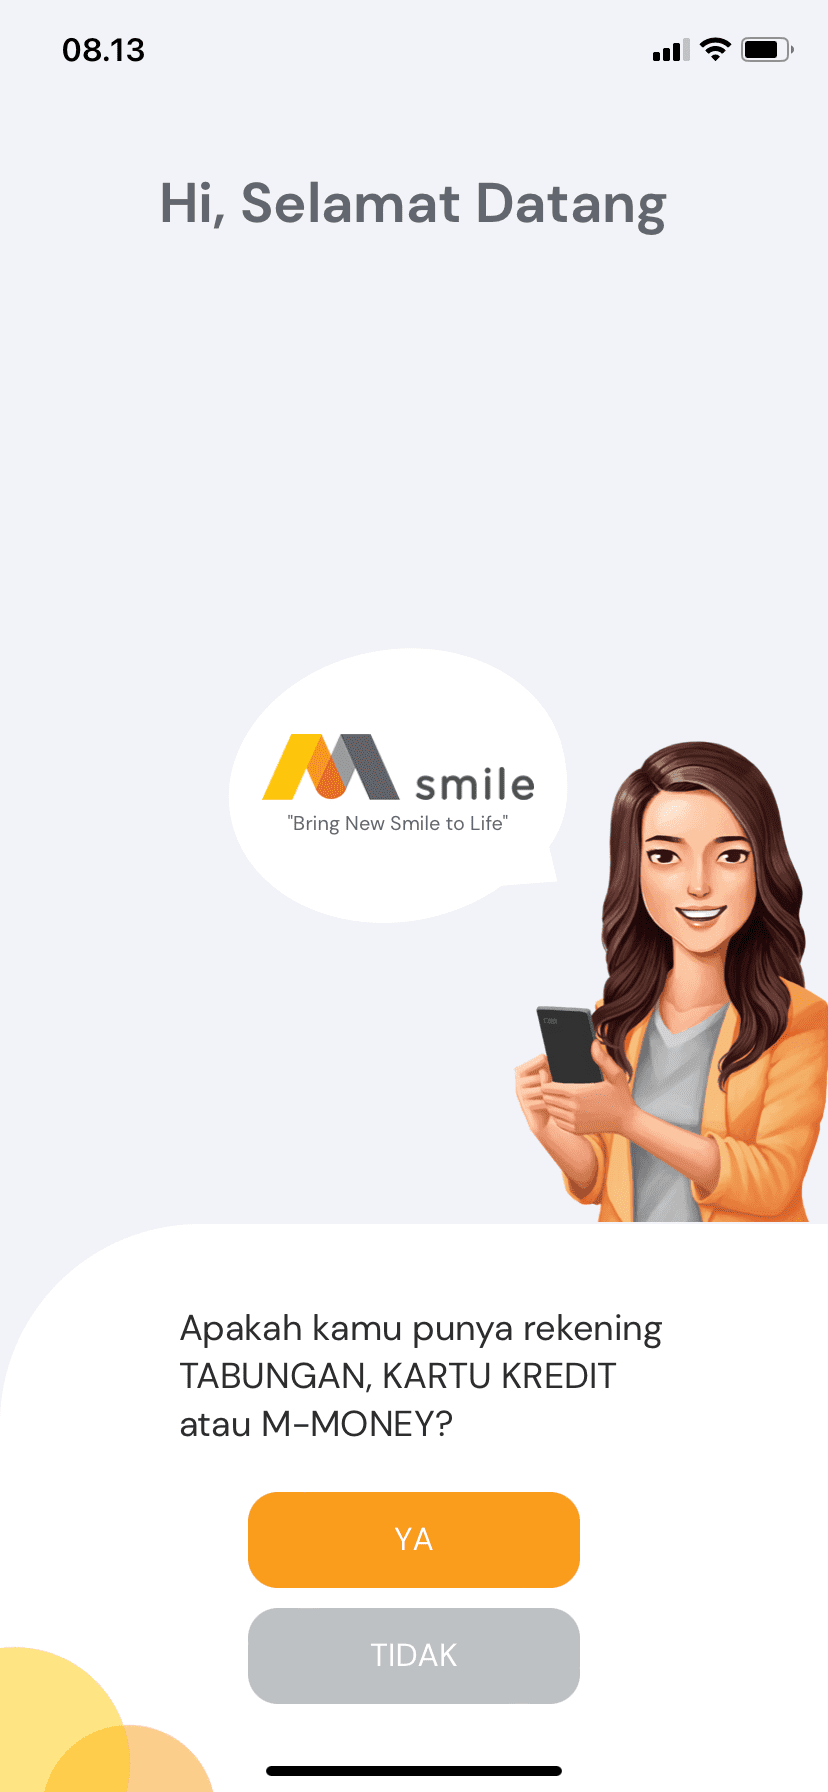 08.13
Hi, Selamat Datang
M smile
"Bring New Smile to Life"
Apakah kamu punya rekening
TABUNGAN, KARTU KREDIT
atau M-MONEY?
YA
TIDAK